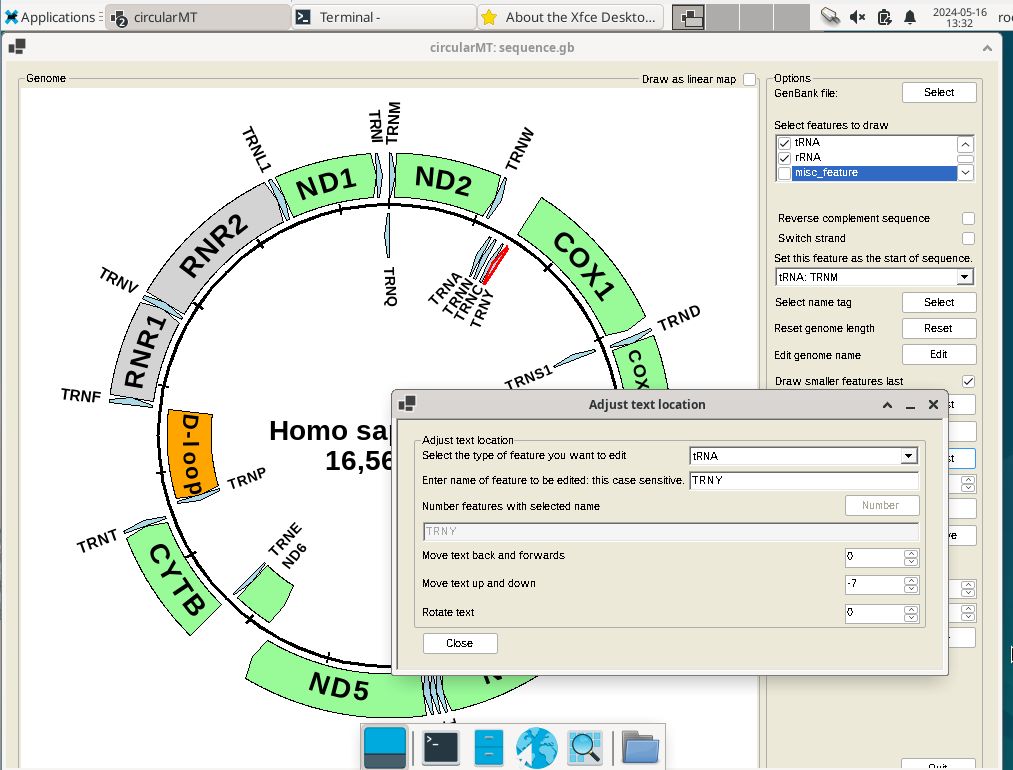 Applications
2
circularMT
Terminal -
About the Xfce Deskto...
2024-05-16
13:32
circularMT: sequence.gb
Genome
Draw as linear map
TRNL1
TRNI
TRNM
TRNW
ND1
ND2
RNR2
COX1
TRNV
TRNQ
TRNA
TRNN
TRNC
TRNY
RNR1
TRND
TRNS1
COX
TRNF
D-loop
Homo sa
16,56
TRNP
TRNT
TRNE
ND6
CYTB
ND5
Options
GenBank file:
Select
Select features to draw
tRNA
rRNA
misc_feature
Reverse complement sequence
Switch strand
Set this feature as the start of sequence.
tRNA: TRNM
Select name tag
Select
Reset genome length
Reset
Edit genome name
Edit
Draw smaller features last
Adjust text location
Adjust text location
Select the type of feature you want to edit
tRNA
Enter name of feature to be edited: this case sensitive.
TRNY
Number features with selected name
Number
TRNY
Move text back and forwards
0
Move text up and down
-7
Rotate text
0
Close